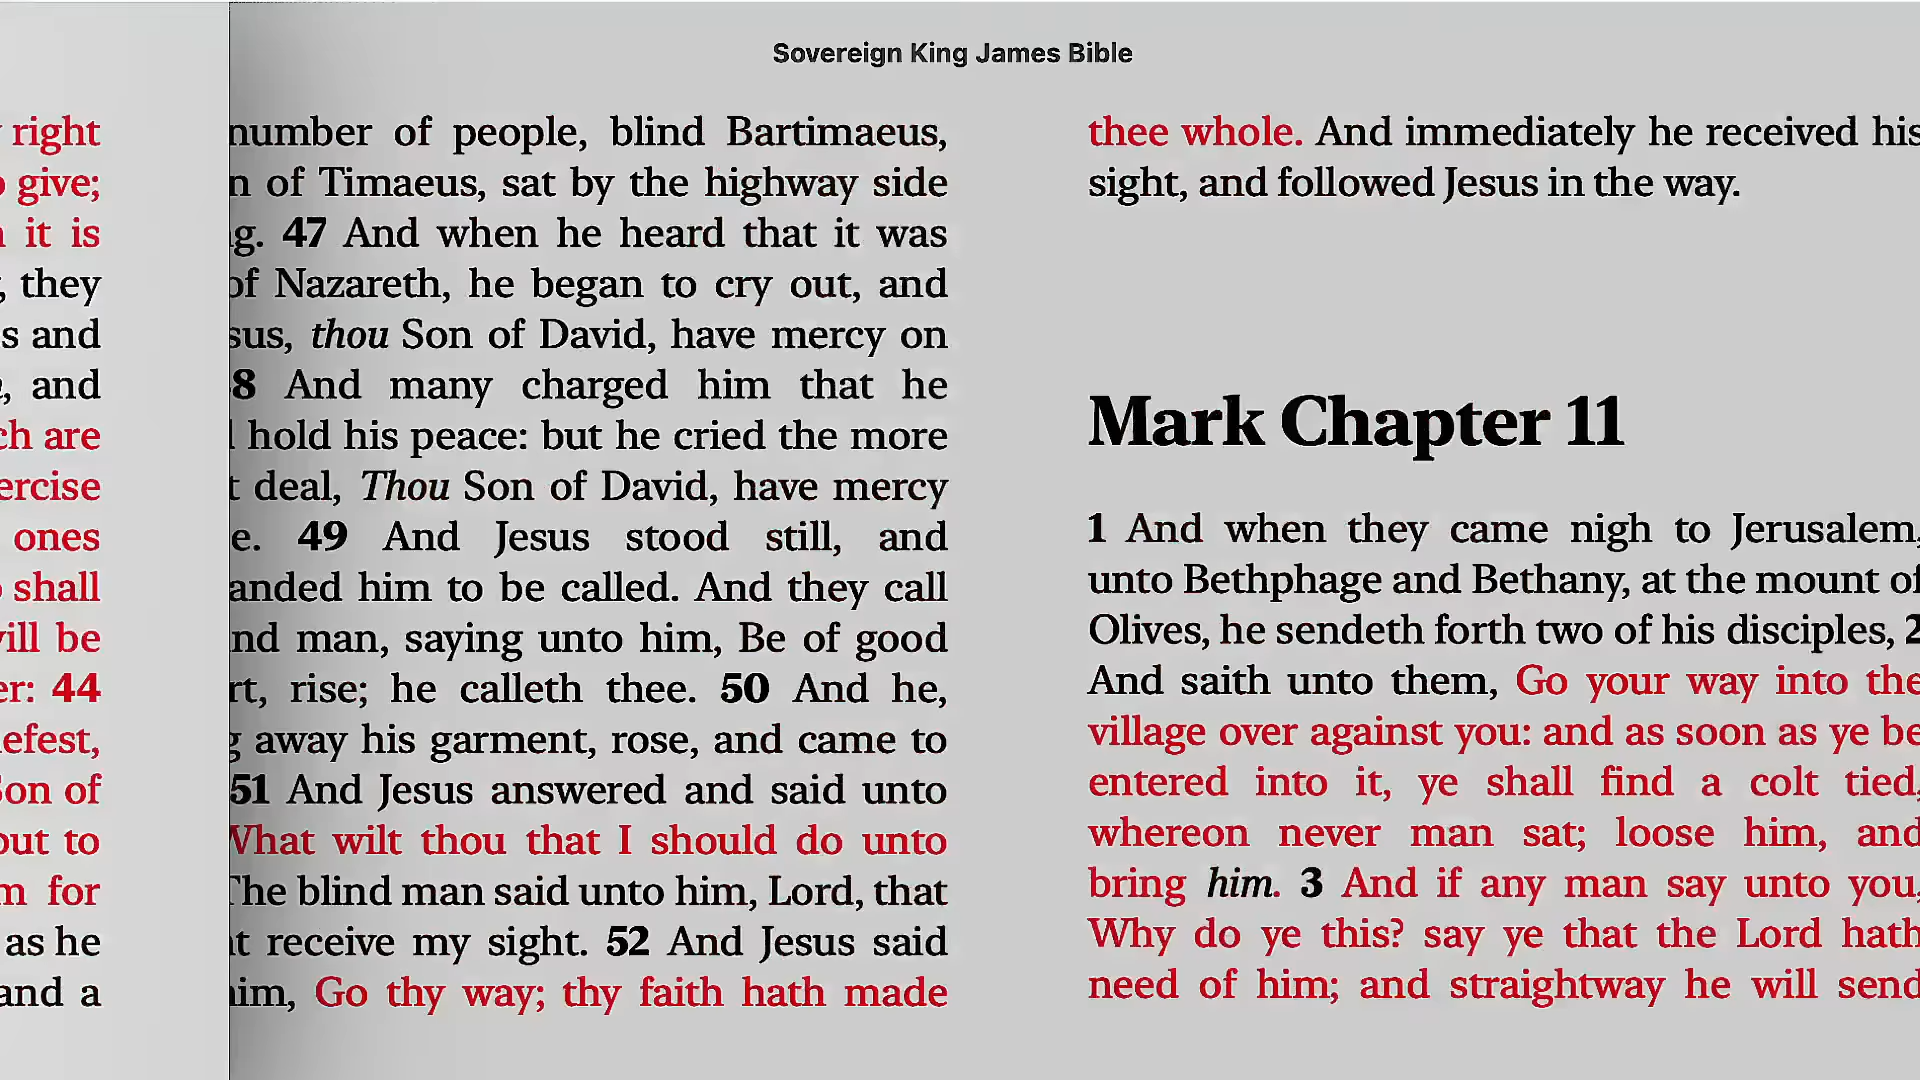 Sovereign King James Bible
right
give;
it is
, they
and
, and
are
ones
shall
be
44
of
to
for
as he
and a
number of people, blind Bartimaeus,
of Timaeus, sat by the highway side
47 And when he heard that it was
of Nazareth, he began to cry out, and
thou Son of David, have mercy on
And many charged him that he
hold his peace: but he cried the more
deal, Thou Son of David, have mercy
49 And Jesus stood still, and
him to be called. And they call
man, saying unto him, Be of good
rise; he calleth thee. 50 And he,
away his garment, rose, and came to
51 And Jesus answered and said unto
What wilt thou that I should do unto
The blind man said unto him, Lord, that
receive my sight. 52 And Jesus said
Go thy way; thy faith hath made
thee whole. And immediately he received his
sight, and followed Jesus in the way.
Mark Chapter 11
1 And when they came nigh to Jerusalem,
unto Bethphage and Bethany, at the mount of
Olives, he sendeth forth two of his disciples, 2
And saith unto them, Go your way into the
village over against you: and as soon as ye be
entered into it, ye shall find a colt tied,
whereon never man sat; loose him, and
bring him. 3 And if any man say unto you,
Why do ye this? say ye that the Lord hath
need of him; and straightway he will send